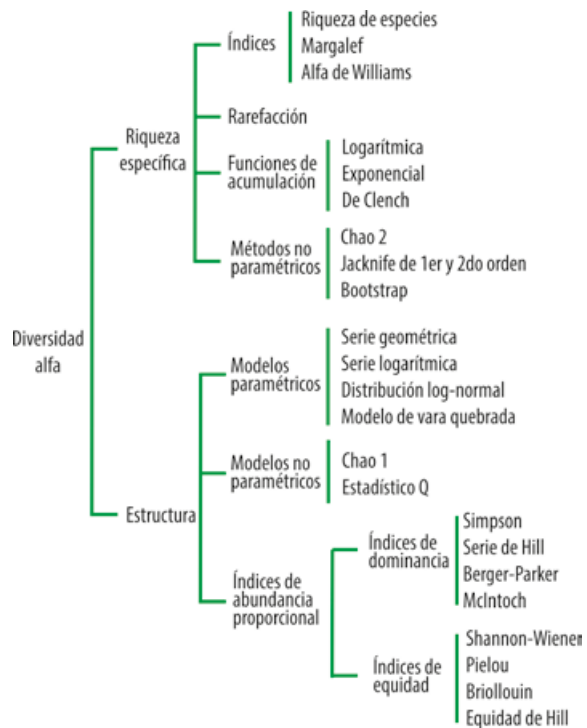 Diversidad
alfa
Riqueza
específica
Índices
Riqueza de especies
Margalef
Alfa de Williams
Rarefacción
Funciones de
acumulación
Logarítmica
Exponencial
De Clench
Métodos no
paramétricos
Chao 2
Jacknife de 1er y 2do orden
Bootstrap
Estructura
Modelos
paramétricos
Serie geométrica
Serie logarítmica
Distribución log-normal
Modelo de vara quebrada
Modelos no
paramétricos
Chao 1
Estadístico Q
Índices de
abundancia
proporcional
Índices de
dominancia
Simpson
Serie de Hill
Berger-Parker
McIntoch
Índices de
equidad
Shannon-Wiener
Pielou
Briollouin
Equidad de Hill